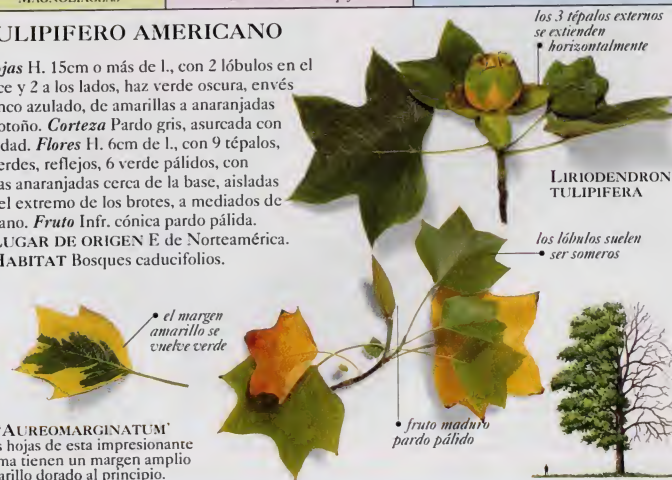 MAGNOLIACEAE
ULIPIFERO AMERICANO
ojas H. 15cm o más de l., con 2 lóbulos en el
ce y 2 a los lados, haz verde oscura, envés
nco azulado, de amarillas a anaranjadas
otoño. Corteza Pardo gris, asurcada con
dad. Flores H. 6cm de l., con 9 tépalos,
erdes, reflejos, 6 verde pálidos, con
as anaranjadas cerca de la base, aisladas
el extremo de los brotes, a mediados de
ano. Fruto Infr. cónica pardo pálida.
LUGAR DE ORIGEN E de Norteamérica.
HABITAT Bosques caducifolios.
los 3 tépalos externos
se extienden
horizontalmente
LIRIODENDRON
TULIPIFERA
los lóbulos suelen
ser someros
el margen
amarillo se
vuelve verde
fruto maduro
pardo pálido
'AUREOMARGINATUM'
s hojas de esta impresionante
ma tienen un margen amplio
arillo dorado al principio.